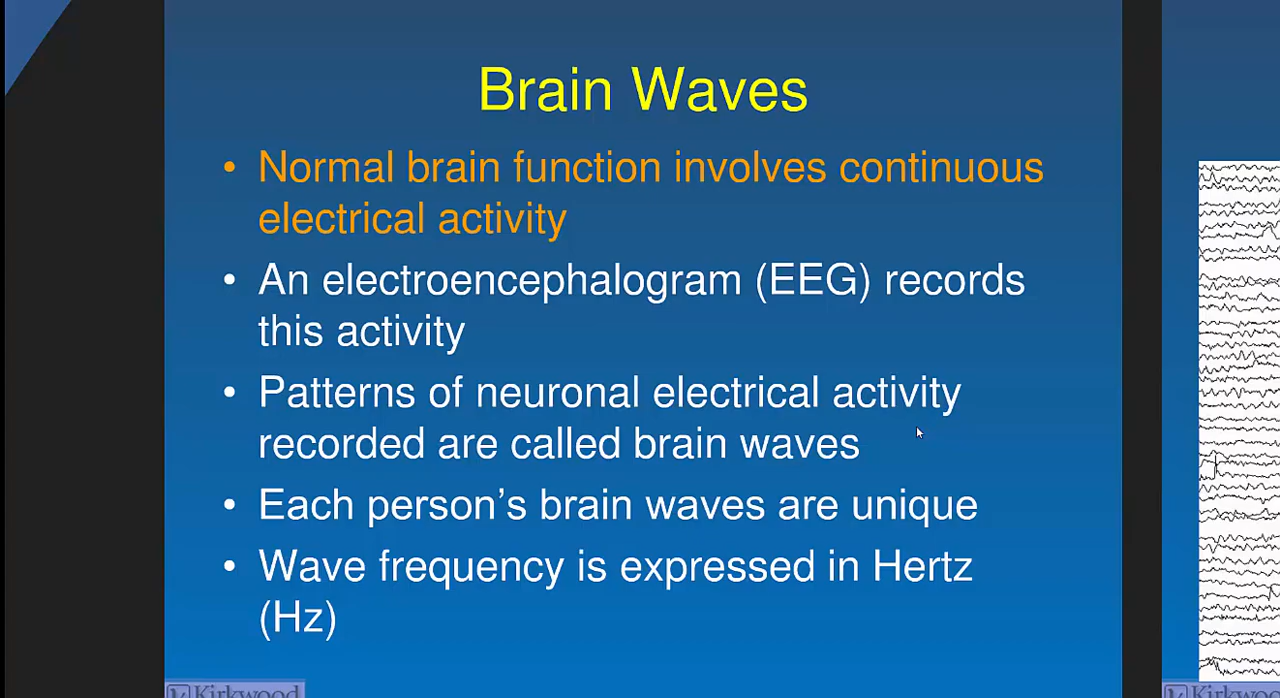 Brain Waves
• Normal brain function involves continuous
electrical activity
• An electroencephalogram (EEG) records
this activity
• Patterns of neuronal electrical activity
recorded are called brain waves
• Each person’s brain waves are unique
• Wave frequency is expressed in Hertz
(Hz)
Kirkwood
Kirkwood